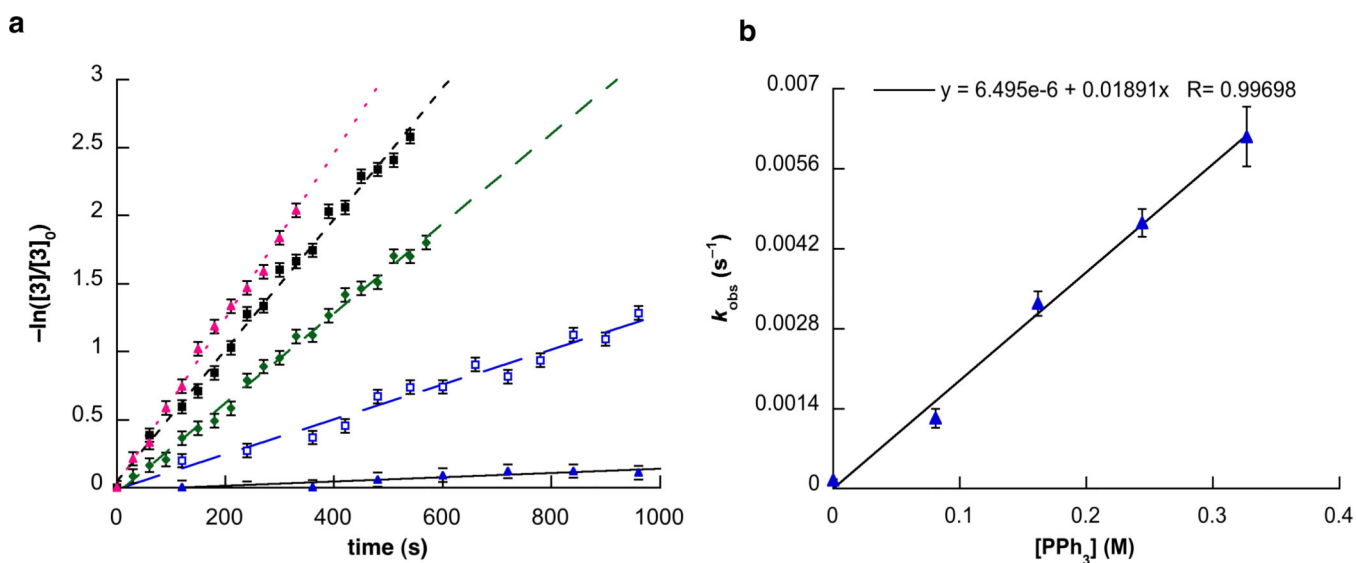 a
3
2.5
2
1.5
1
0.5
0
–ln([3]/[3]0)
0 200 400 600 800 1000
time (s)
b
y = 6.495e-6 + 0.01891x R= 0.99698
0.007
0.0056
0.0042
0.0028
0.0014
0
kobs (s–1)
0 0.1 0.2 0.3 0.4
[PPh3] (M)